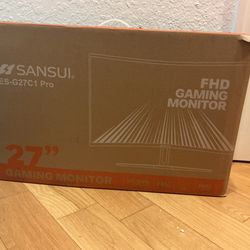 SANSUI
ES-G27C1 Pro
FHD
GAMING
MONITOR
27"
GAMING MONITOR